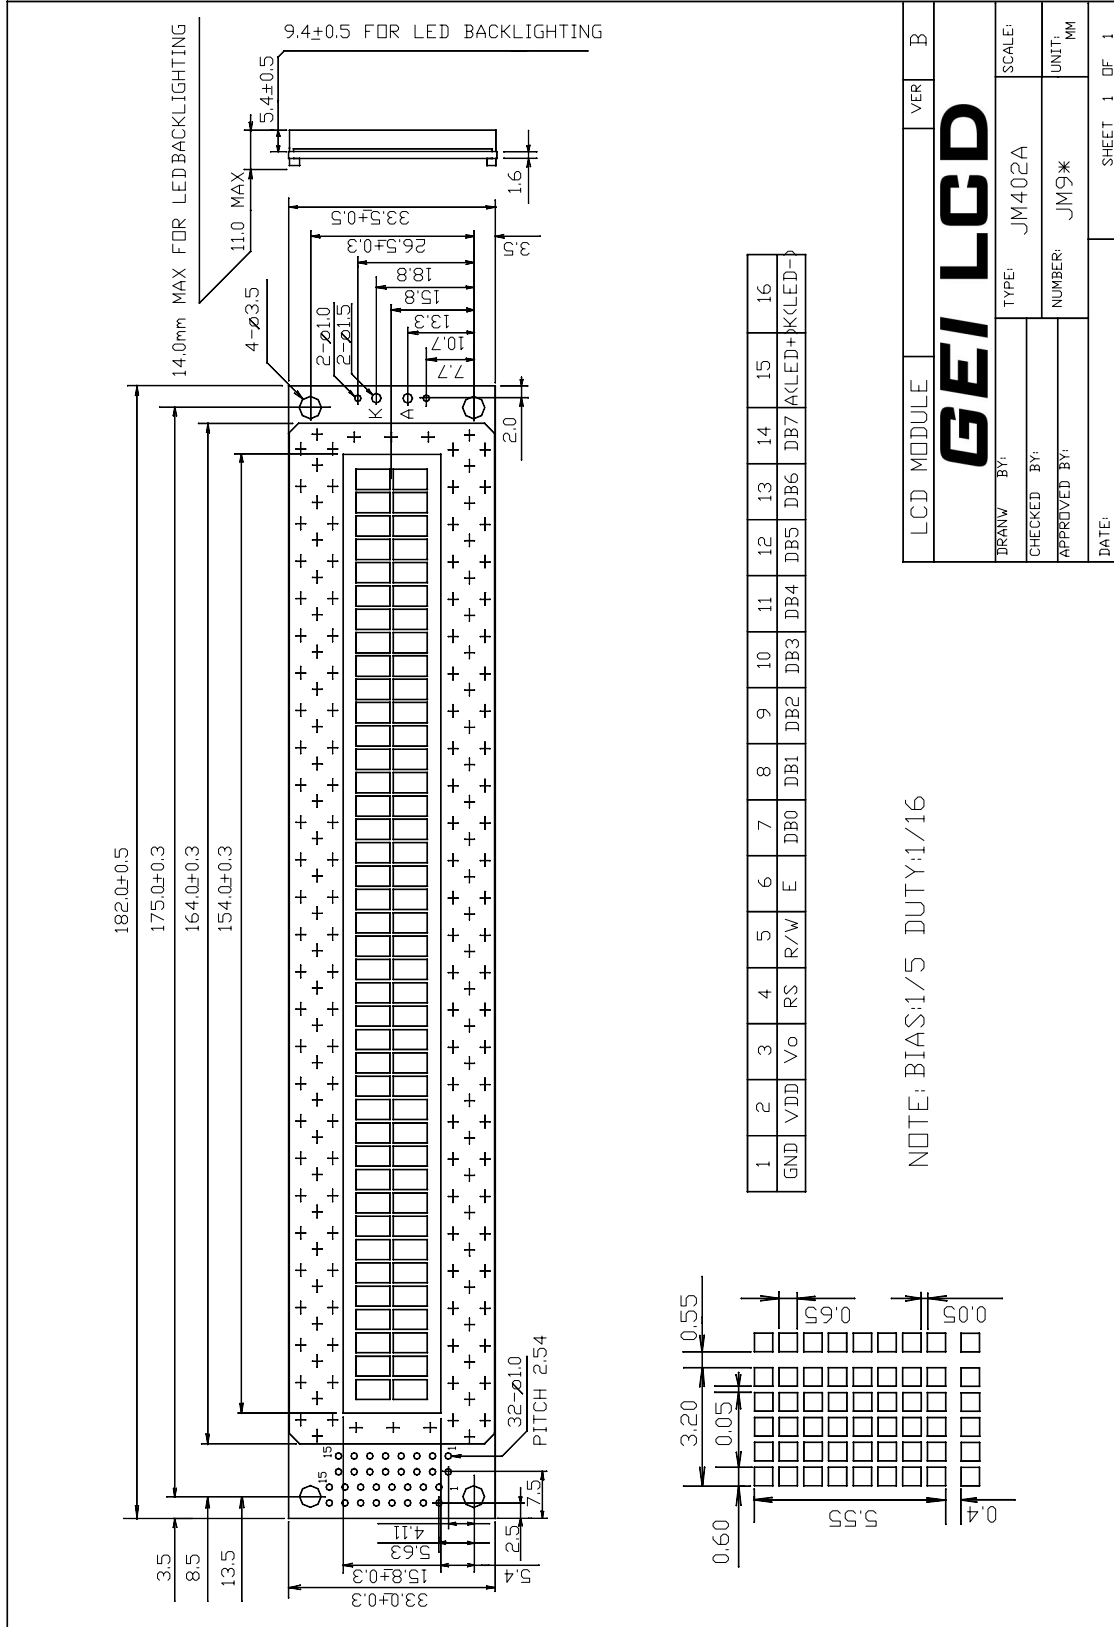 14.0mm MAX FOR LEDBACKLIGHTING
11.0 MAX
9.4±0.5 FOR LED BACKLIGHTING
5.4±0.5
1.6
33.5±0.5
26.5±0.3
18.8
15.8
13.3
10.7
7.7
3.5
4-ø3.5
2-ø1.0
2-ø1.5
K
A
2.0
182.0±0.5
175.0±0.3
164.0±0.3
154.0±0.3
3.5
8.5
13.5
15
15
1
1
32-ø1.0
PITCH 2.54
7.5
2.5
4.11
5.63
15.8±0.3
33.0±0.3
5.4
1 2 3 4 5 6 7 8 9 10 11 12 13 14 15 16
GND VDD Vo RS R/W E DB0 DB1 DB2 DB3 DB4 DB5 DB6 DB7 A(LED+) K(LED-)
NOTE: BIAS:1/5 DUTY:1/16
0.55
3.20
0.05
0.60
0.65
0.05
5.55
0.4
LCD MODULE VER B
GEI LCD
DRANW BY:
CHECKED BY:
APPROVED BY:
DATE:
TYPE: JM402A
SCALE:
NUMBER: JM9*
UNIT: MM
SHEET 1 OF 1